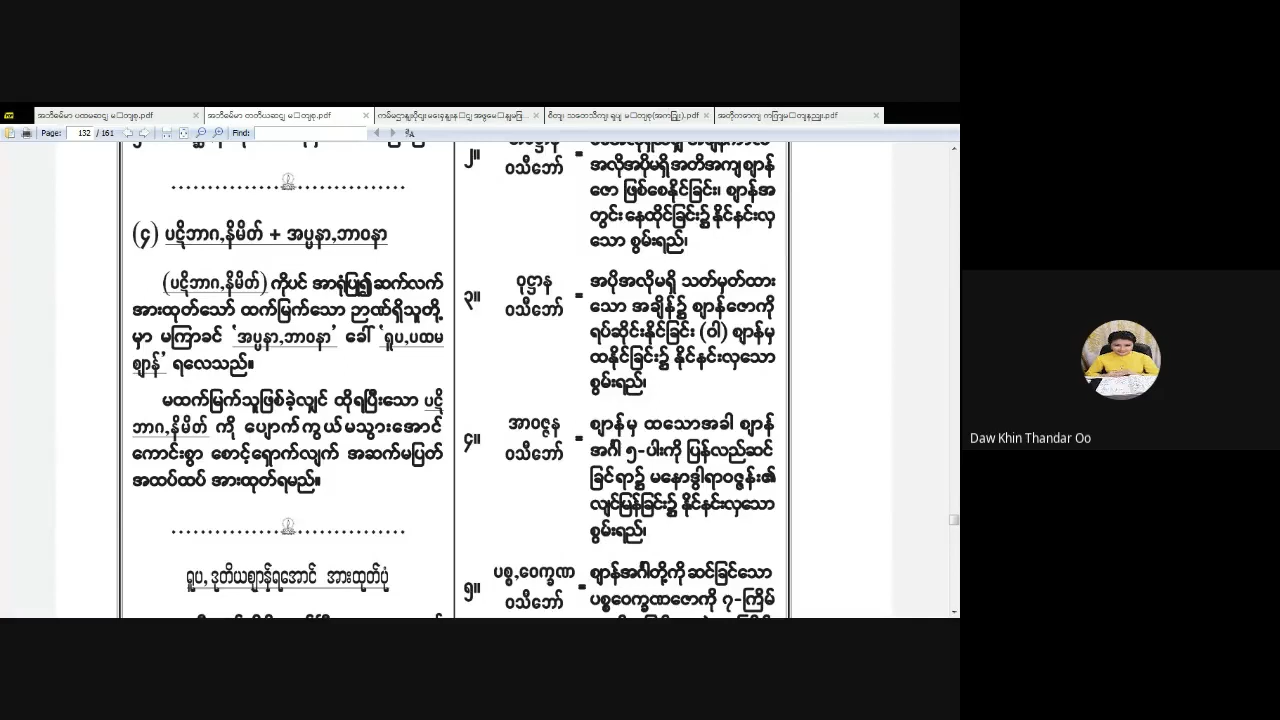 Page: 132 / 161 Find:
(၄) ပဋိဘာဂ,နိမိတ် + အပ္ပနာ,ဘာဝနာ
(ပဋိဘာဂ,နိမိတ်) ကိုပင် အာရုံပြု၍ ဆက်လက်
အားထုတ်သော် ထက်မြက်သော ဉာဏ်ရှိသူတို့
မှာ မကြာခင် 'အပ္ပနာ,ဘာဝနာ' ခေါ် 'ရူပ,ပထမ
ဈာန်' ရလေသည်။
မထက်မြက်သူဖြစ်ခဲ့လျှင် ထိုရပြီးသော ပဋိ
ဘာဂ,နိမိတ် ကို ပျောက်ကွယ်မသွားအောင်
ကောင်းစွာ စောင့်ရှောက်လျက် အဆက်မပြတ်
အထပ်ထပ် အားထုတ်ရမည်။
ရူပ, ဒုတိယဈာန်ရအောင် အားထုတ်ပုံ
၂။ ဝသီဘော် =
အလိုအပိုမရှိအတိအကျ ဈာန်
ဇော ဖြစ်စေနိုင်ခြင်း၊ ဈာန်အ
တွင်း နေထိုင်ခြင်း၌ နိုင်နင်းလှ
သော စွမ်းရည်၊
၃။ ဝုဋ္ဌာန ဝသီဘော် = အပိုအလိုမရှိ သတ်မှတ်ထား
သော အချိန်၌ ဈာန်ဇောကို
ရပ်ဆိုင်းနိုင်ခြင်း (ဝါ) ဈာန်မှ
ထနိုင်ခြင်း၌ နိုင်နင်းလှသော
စွမ်းရည်၊
၄။ အာဝဇ္ဇန ဝသီဘော် = ဈာန်မှ ထသောအခါ ဈာန်
အင်္ဂါ ၅-ပါးကို ပြန်လည်ဆင်
ခြင်ရာ၌ မနောဒွါရာဝဇ္ဇန်း၏
လျင်မြန်ခြင်း၌ နိုင်နင်းလှသော
စွမ်းရည်၊
၅။ ပစ္စ,ဝေက္ခဏ ဝသီဘော် = ဈာန်အင်္ဂါတို့ကို ဆင်ခြင်သော
ပစ္စဝေက္ခဏဇောကို ၇-ကြိမ်
Daw Khin Thandar Oo